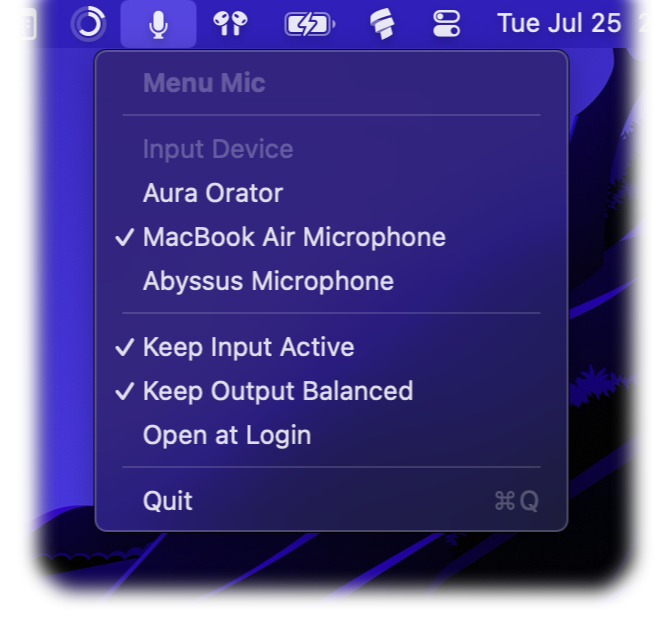 Tue Jul 25
Menu Mic
Input Device
Aura Orator
✓ MacBook Air Microphone
Abyssus Microphone
✓ Keep Input Active
✓ Keep Output Balanced
Open at Login
Quit ⌘Q